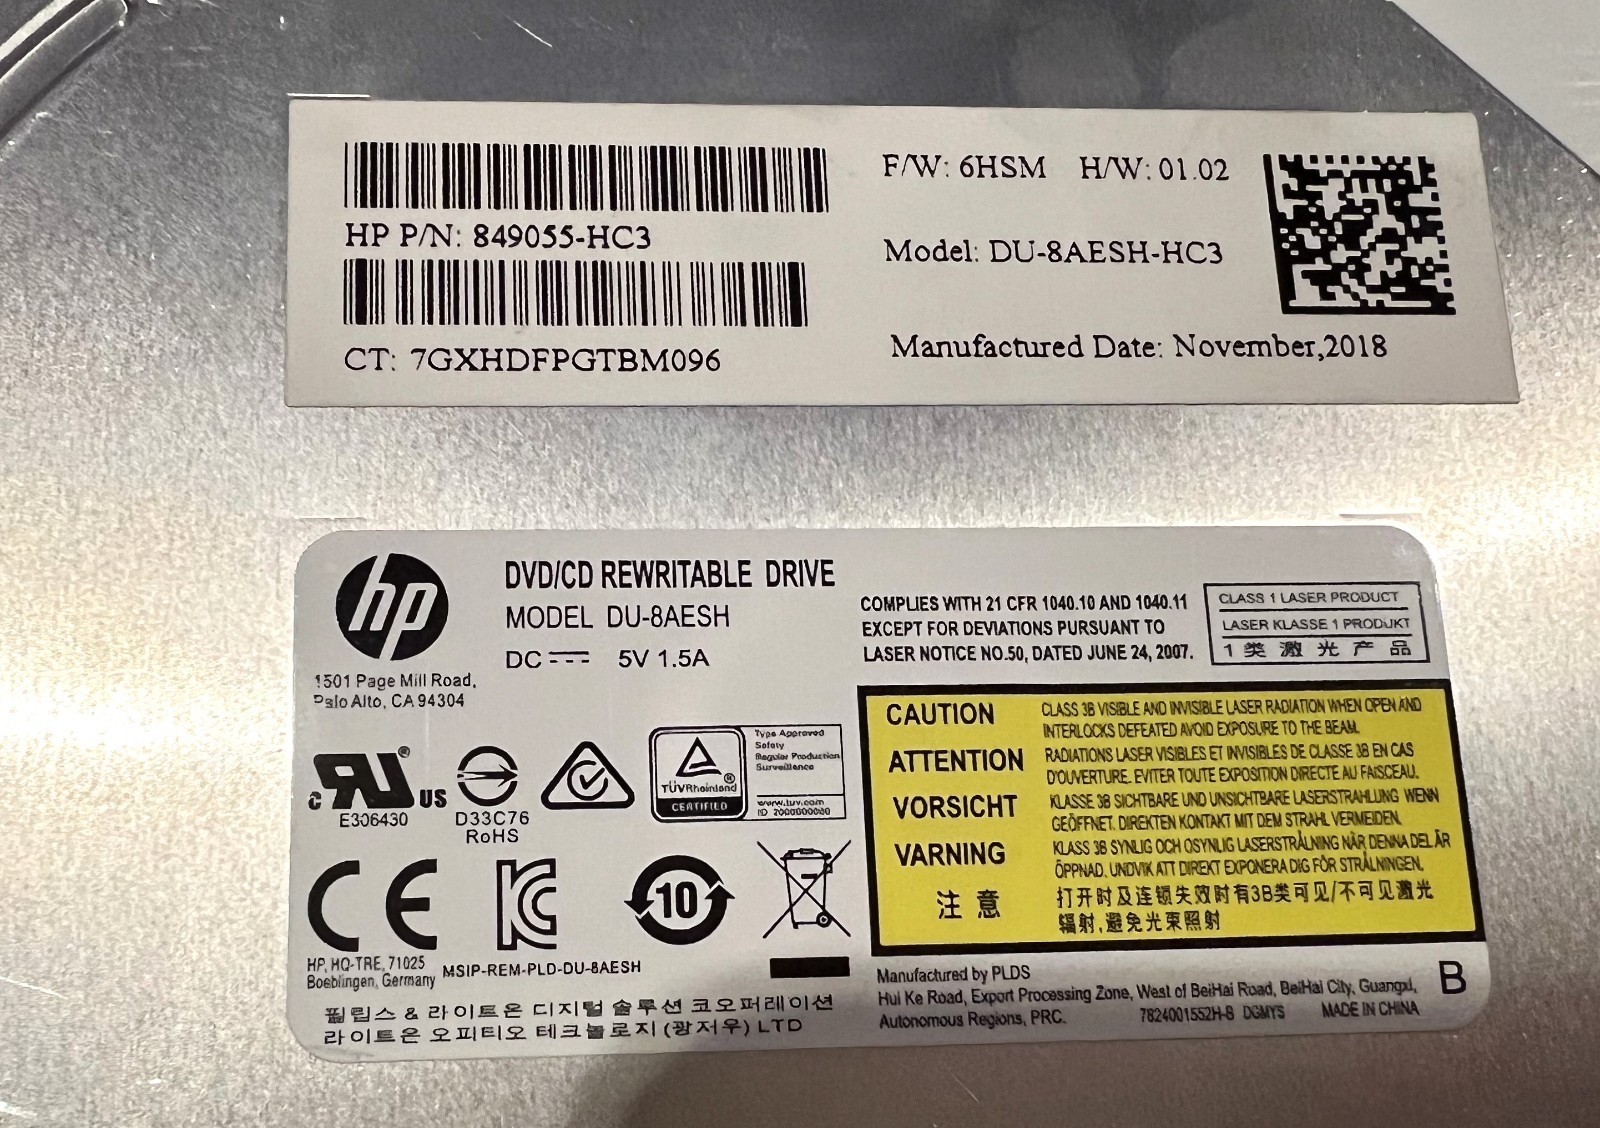 HP P/N: 849055-HC3
CT: 7GXHDFPGTBM096
F/W: 6HSM H/W: 01.02
Model: DU-8AESH-HC3
Manufactured Date: November,2018
hp
1501 Page Mill Road,
Palo Alto, CA 94304
DVD/CD REWRITABLE DRIVE
MODEL DU-8AESH
DC 5V 1.5A
COMPLIES WITH 21 CFR 1040.10 AND 1040.11
EXCEPT FOR DEVIATIONS PURSUANT TO
LASER NOTICE NO.50, DATED JUNE 24, 2007.
CLASS 1 LASER PRODUCT
LASER KLASSE 1 PRODUKT
1 类 激 光 产 品
c RU ® US
E306430
D33C76
RoHS
TÜVRheinland ®
CERTIFIED
Type Approved
Safety
Regular Production
Surveillance
www.tuv.com
ID 2000000000
CE
KC
10
CAUTION
CLASS 3B VISIBLE AND INVISIBLE LASER RADIATION WHEN OPEN AND
INTERLOCKS DEFEATED AVOID EXPOSURE TO THE BEAM.
ATTENTION
RADIATIONS LASER VISIBLES ET INVISIBLES DE CLASSE 3B EN CAS
D'OUVERTURE. EVITER TOUTE EXPOSITION DIRECTE AU FAISCEAU.
VORSICHT
KLASSE 3B SICHTBARE UND UNSICHTBARE LASERSTRAHLUNG WENN
GEÖFFNET. DIREKTEN KONTAKT MIT DEM STRAHL VERMEIDEN.
VARNING
KLASS 3B SYNLIG OCH OSYNLIG LASERSTRÅLNING NÄR DENNA DEL ÄR
ÖPPNAD. UNDVIK ATT DIREKT EXPONERA DIG FÖR STRÅLNINGEN.
注 意
打开时及连锁失效时有3B类可见/不可见激光
辐射,避免光束照射
HP, HQ-TRE, 71025
Boeblingen, Germany
MSIP-REM-PLD-DU-8AESH
필립스 & 라이트온 디지털 솔루션 코오퍼레이션
라이트온 오피티오 테크놀로지 (광저우) LTD
Manufactured by PLDS
Hui Ke Road, Export Processing Zone, West of BeiHai Road, BeiHai City, Guangxi,
Autonomous Regions, PRC.
7824001552H-B DGMYS MADE IN CHINA
B